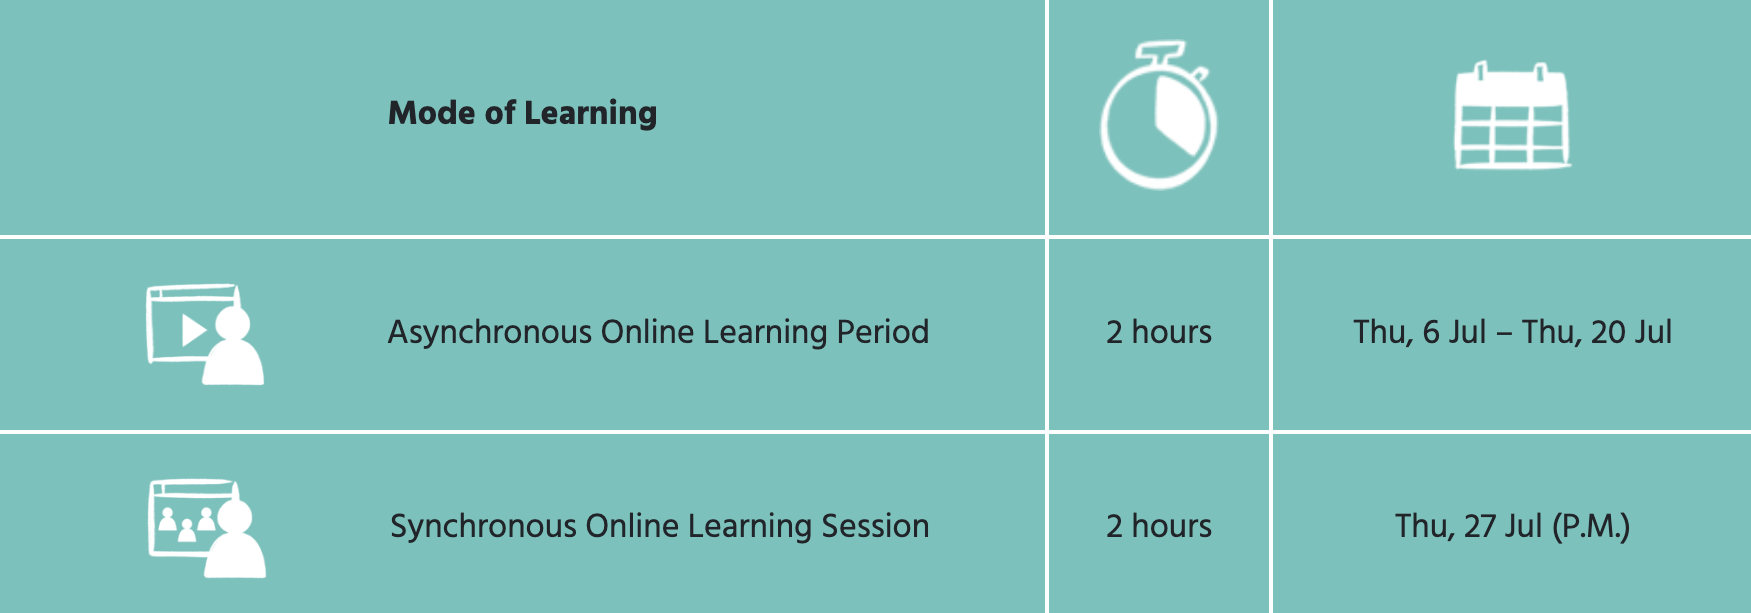 Mode of Learning
Asynchronous Online Learning Period
2 hours
Thu, 6 Jul – Thu, 20 Jul
Synchronous Online Learning Session
2 hours
Thu, 27 Jul (P.M.)